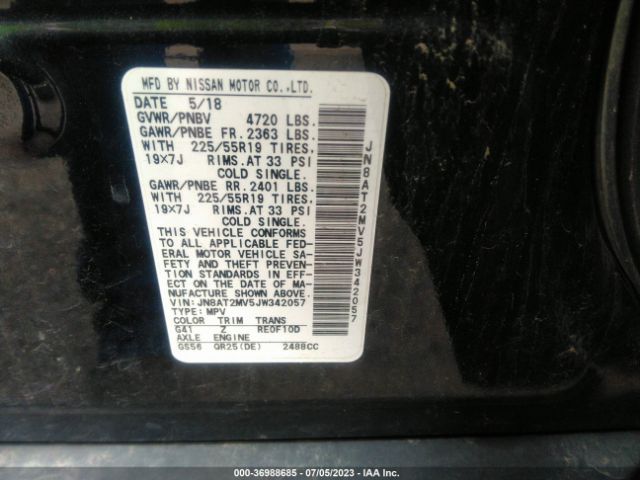 MFD BY NISSAN MOTOR CO.,LTD.
DATE 5/18
GVWR/PNBV 4720 LBS.
GAWR/PNBE FR. 2363 LBS.
WITH 225/55R19 TIRES,
19X7J RIMS.AT 33 PSI
COLD SINGLE.
GAWR/PNBE RR. 2401 LBS.
WITH 225/55R19 TIRES,
19X7J RIMS.AT 33 PSI
COLD SINGLE.
THIS VEHICLE CONFORMS
TO ALL APPLICABLE FED-
ERAL MOTOR VEHICLE SA-
FETY AND THEFT PREVEN-
TION STANDARDS IN EFF-
ECT ON THE DATE OF MA-
NUFACTURE SHOWN ABOVE.
VIN: JN8AT2MV5JW342057
TYPE: MPV
COLOR TRIM TRANS
G41 Z RE0F10D
AXLE ENGINE
GS56 QR25(DE) 2488CC
JN8AT2MV5JW342057
000-36988685 - 07/05/2023 - IAA Inc.